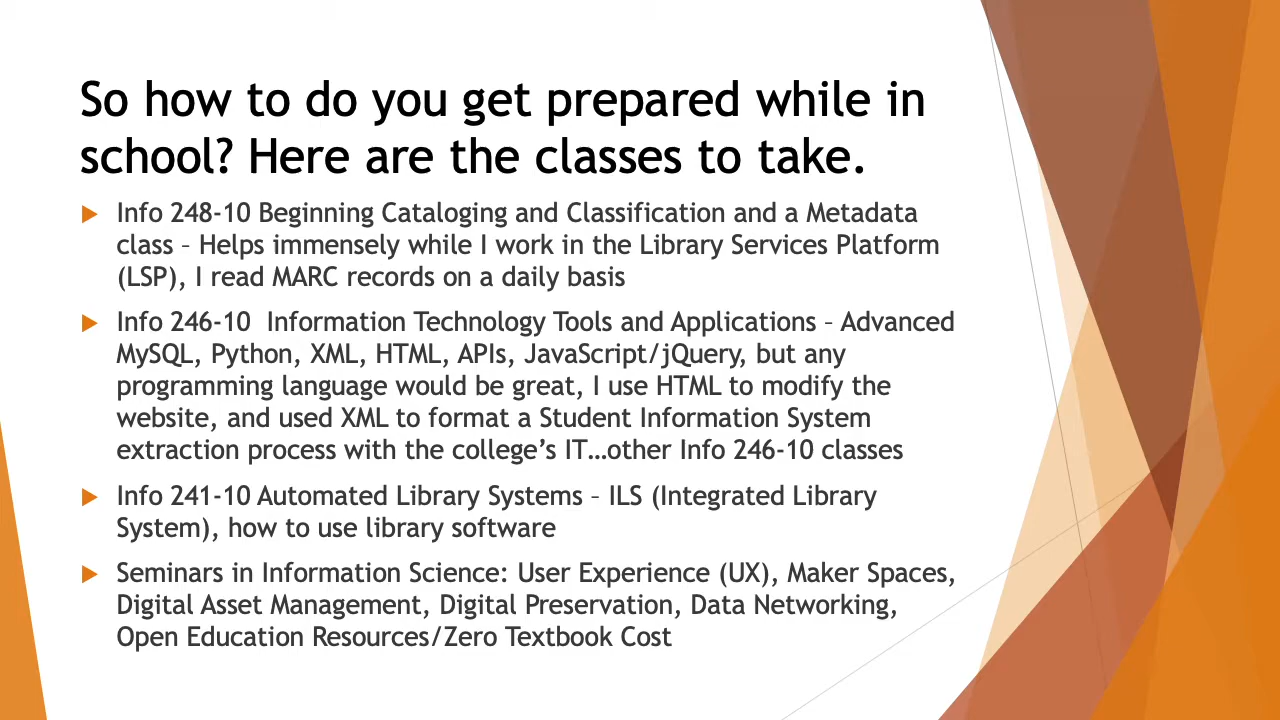 So how to do you get prepared while in
school? Here are the classes to take.
Info 248-10 Beginning Cataloging and Classification and a Metadata
class – Helps immensely while I work in the Library Services Platform
(LSP), I read MARC records on a daily basis
Info 246-10  Information Technology Tools and Applications – Advanced
MySQL, Python, XML, HTML, APIs, JavaScript/jQuery, but any
programming language would be great, I use HTML to modify the
website, and used XML to format a Student Information System
extraction process with the college’s IT…other Info 246-10 classes
Info 241-10 Automated Library Systems – ILS (Integrated Library
System), how to use library software
Seminars in Information Science: User Experience (UX), Maker Spaces,
Digital Asset Management, Digital Preservation, Data Networking,
Open Education Resources/Zero Textbook Cost